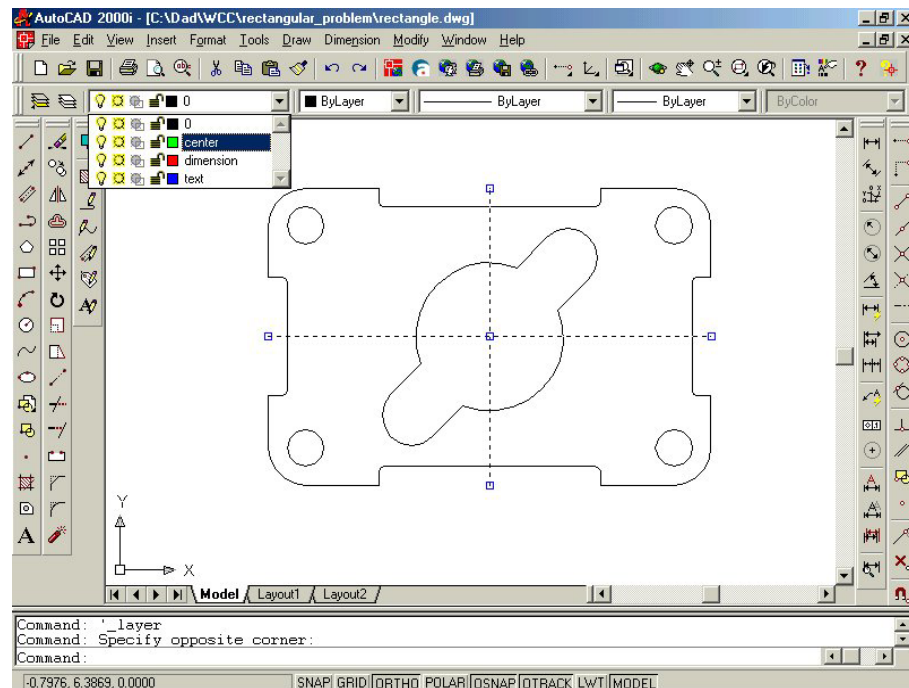 AutoCAD 2000i - [C:\Dad\WCC\rectangular_problem\rectangle.dwg]
File Edit View Insert Format Tools Draw Dimension Modify Window Help
0 ByLayer ByLayer ByLayer ByColor
0
center
dimension
text
A
Y
X
Model Layout1 Layout2
Command: '_layer
Command: Specify opposite corner:
Command:
-0.7976, 6.3869, 0.0000 SNAP GRID ORTHO POLAR OSNAP OTRACK LWT MODEL